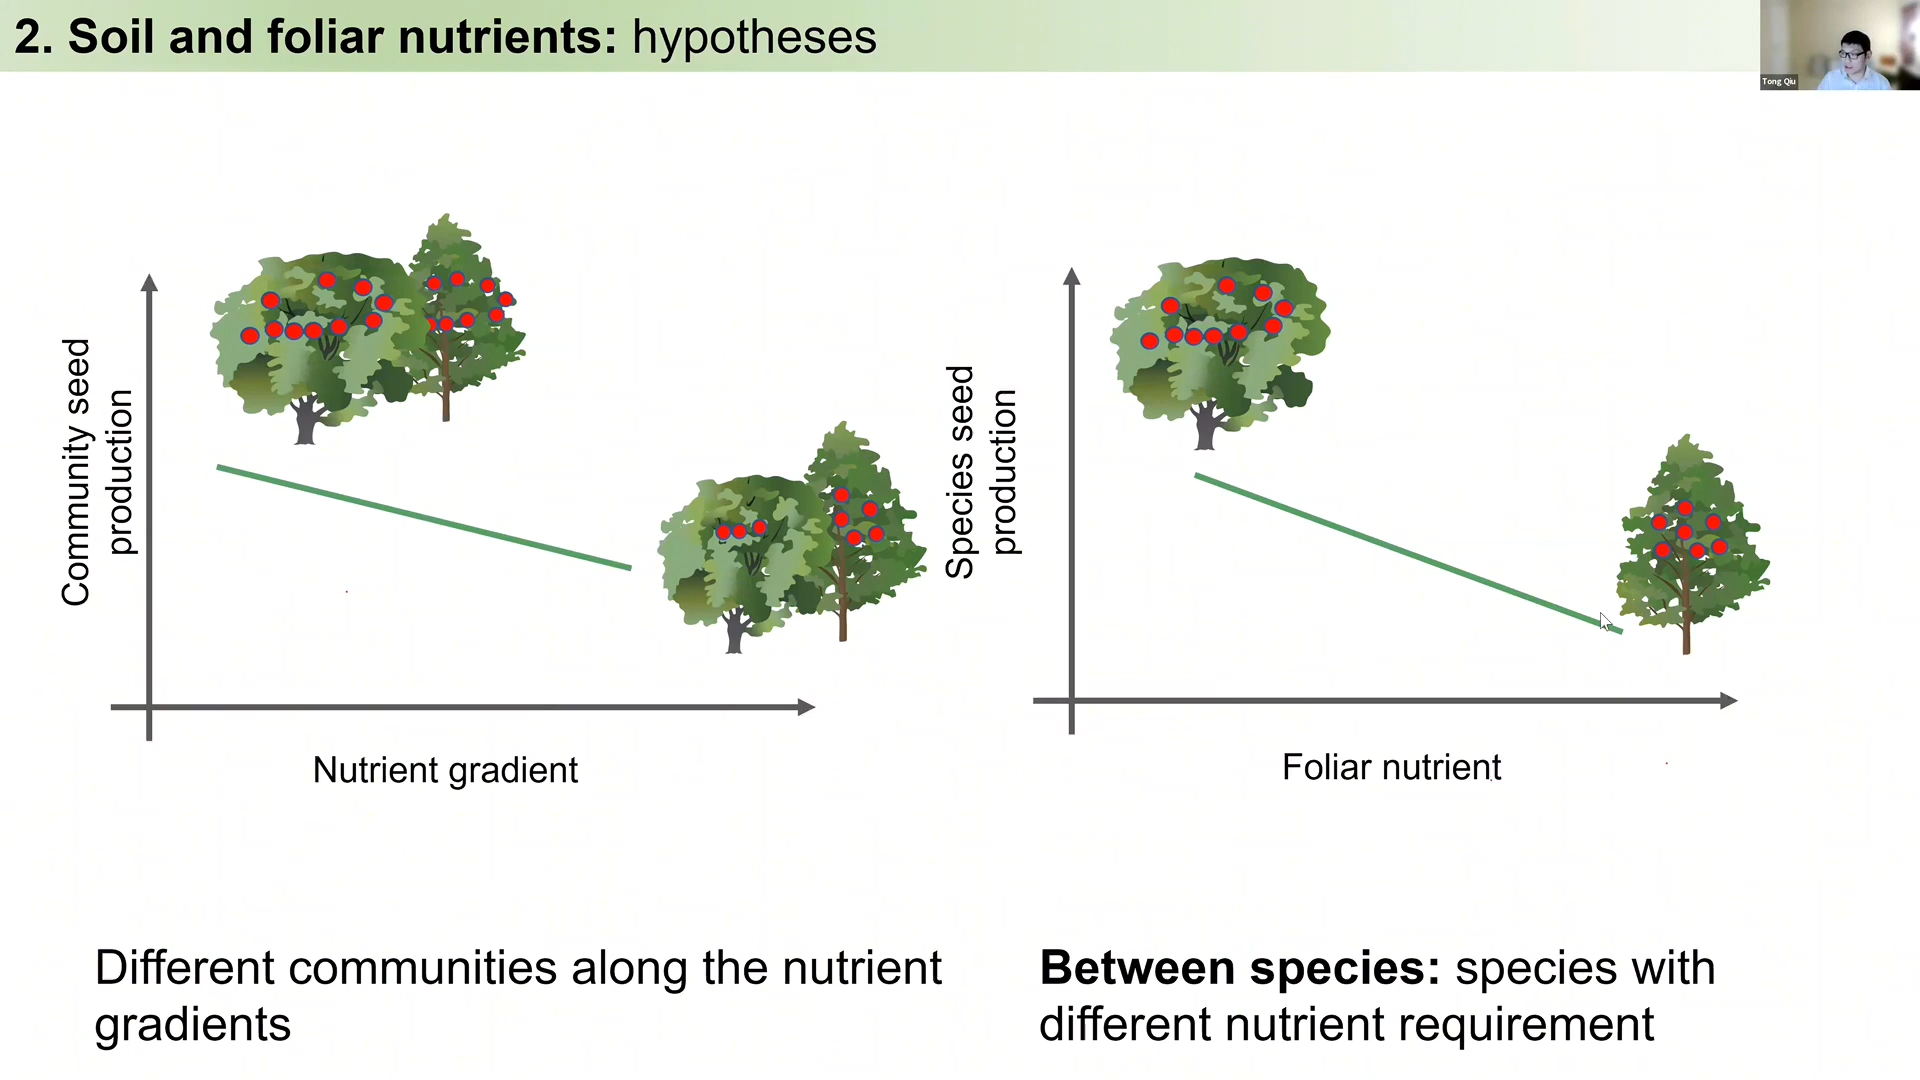 2. Soil and foliar nutrients: hypotheses
Tong Qiu
Community seed
production
Nutrient gradient
Species seed
production
Foliar nutrient
Different communities along the nutrient
gradients
Between species: species with
different nutrient requirement